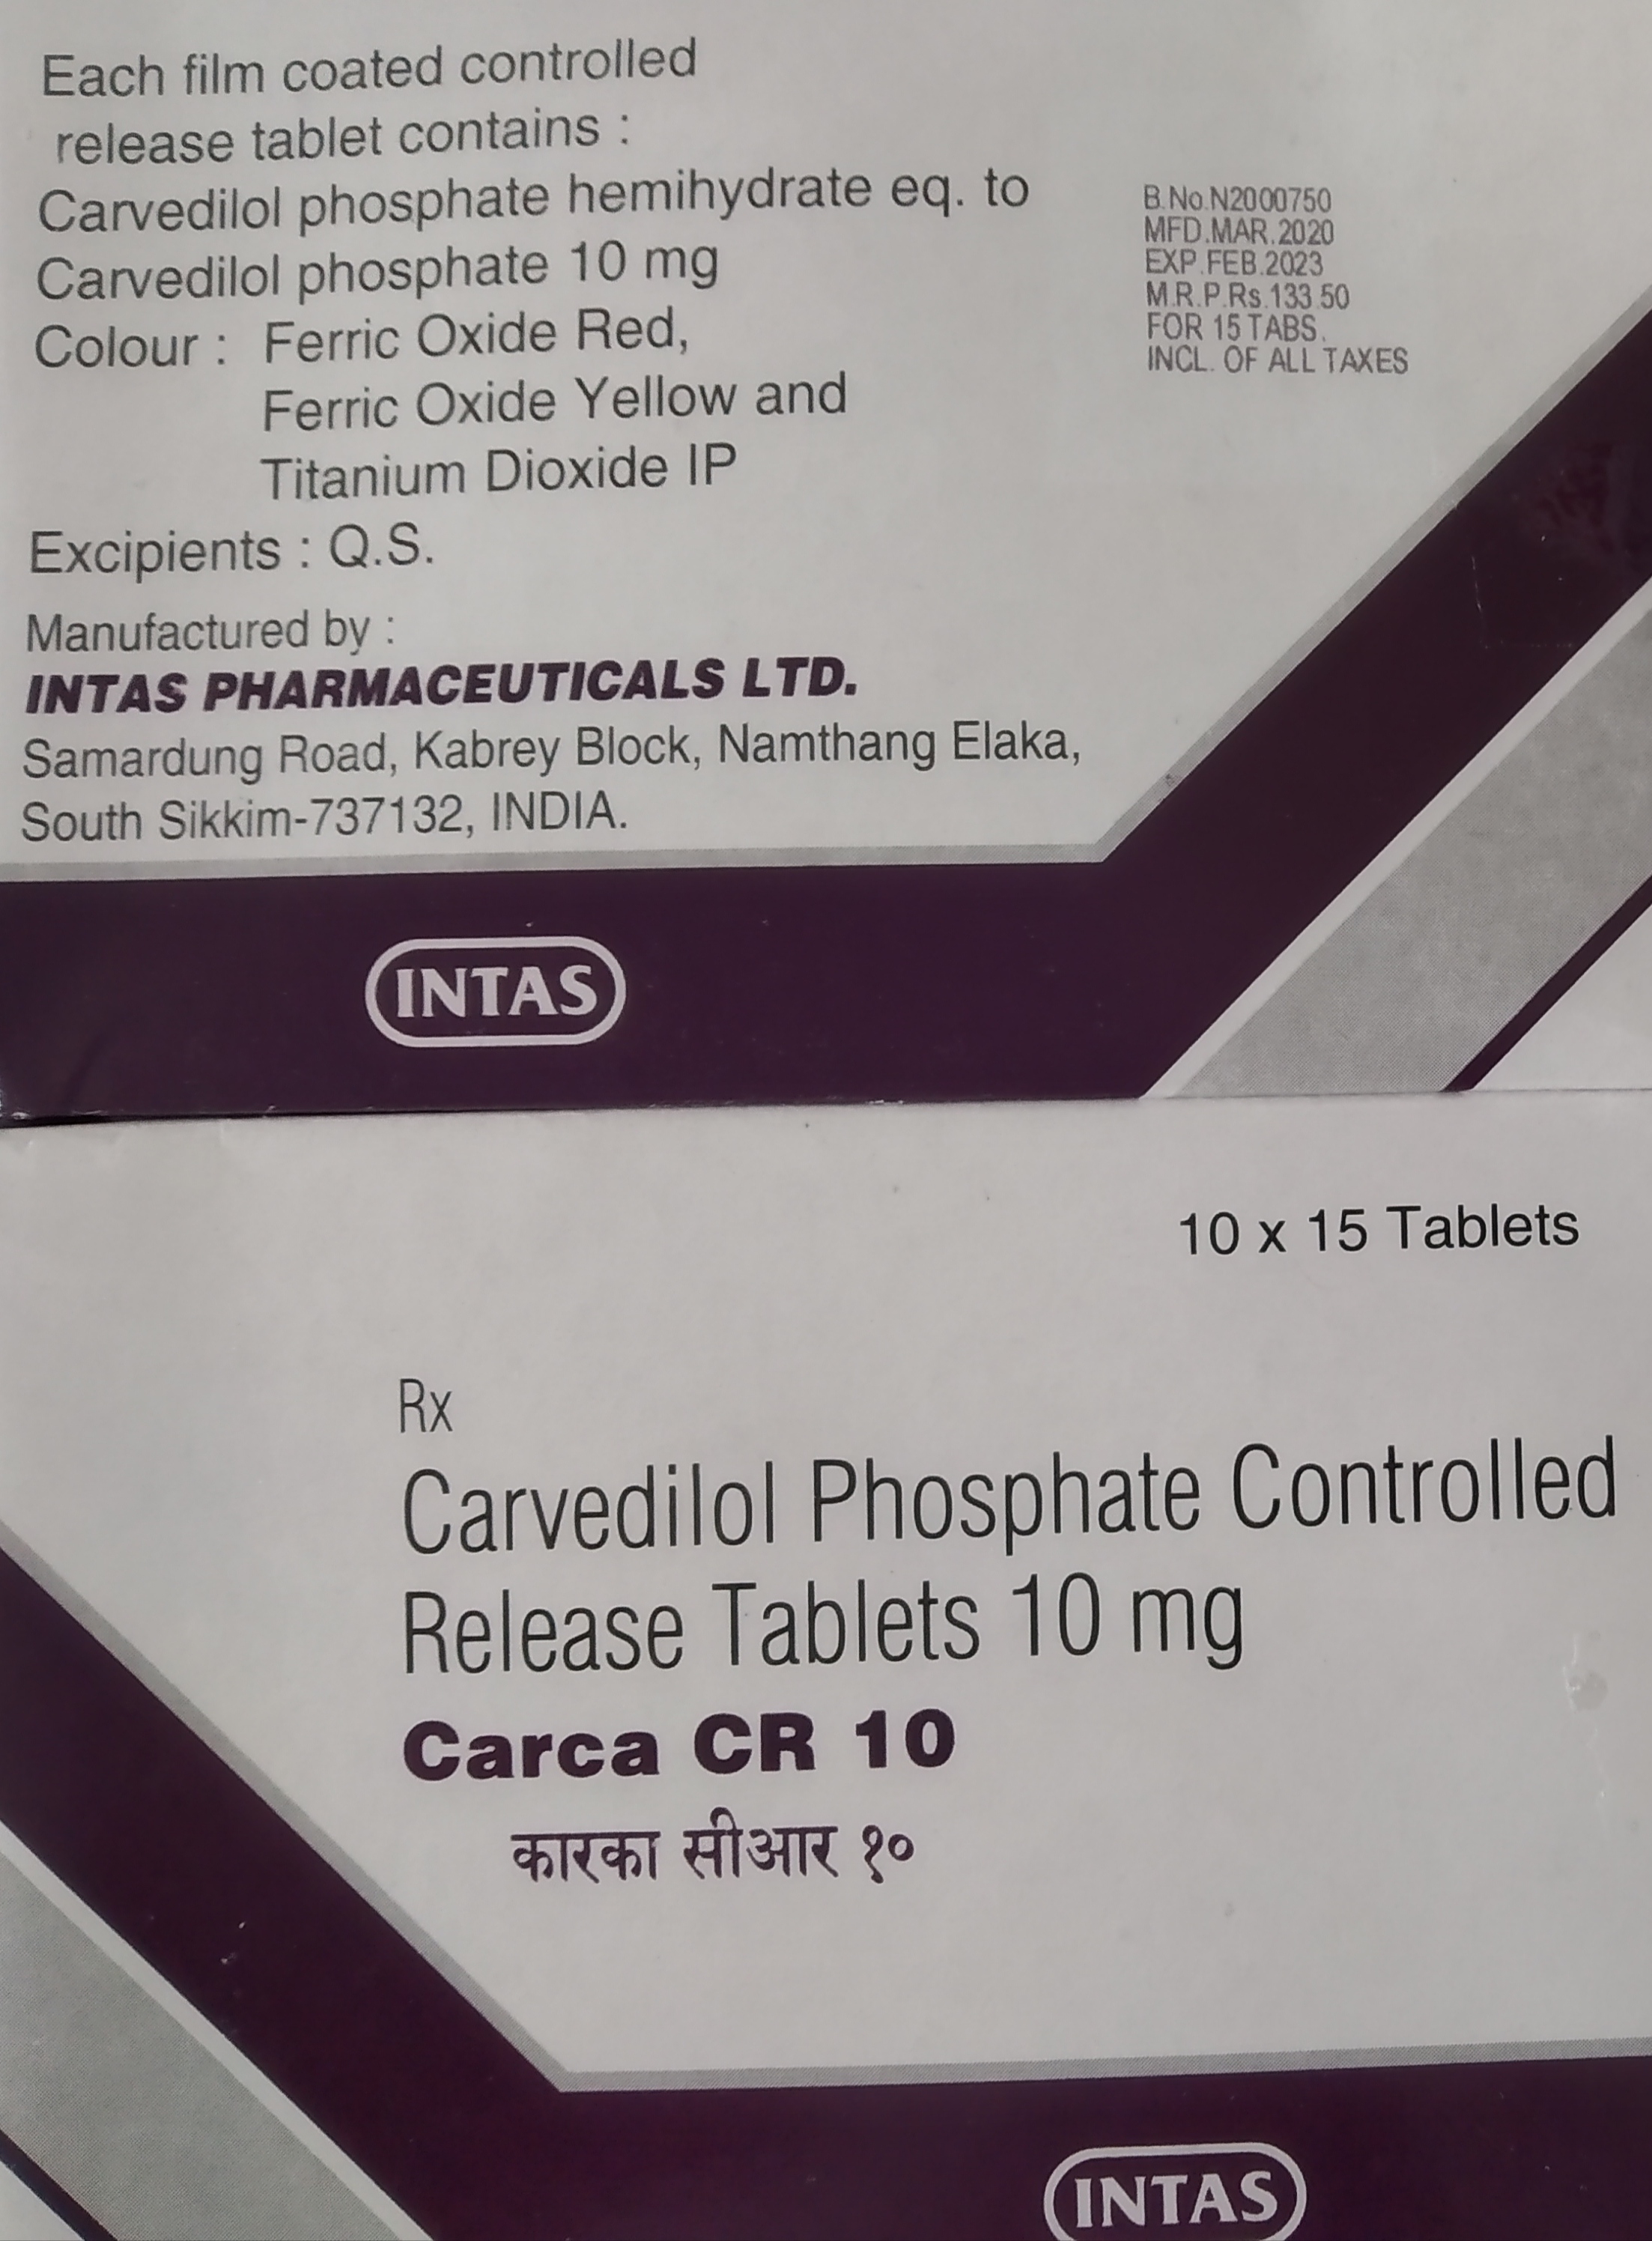 Each film coated controlled
release tablet contains :
Carvedilol phosphate hemihydrate eq. to
Carvedilol phosphate 10 mg
Colour : Ferric Oxide Red,
Ferric Oxide Yellow and
Titanium Dioxide IP
Excipients : Q.S.
Manufactured by :
INTAS PHARMACEUTICALS LTD.
Samardung Road, Kabrey Block, Namthang Elaka,
South Sikkim-737132, INDIA.
B.No.N2000750
MFD.MAR.2020
EXP.FEB.2023
M.R.P.Rs.133.50
FOR 15 TABS.
INCL. OF ALL TAXES
INTAS
10 x 15 Tablets
Rx
Carvedilol Phosphate Controlled
Release Tablets 10 mg
Carca CR 10
कारका सीआर १०
INTAS